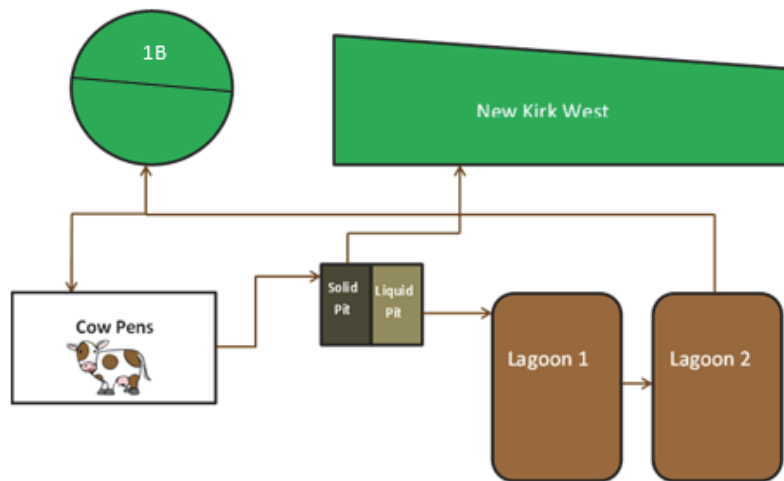 1B
New Kirk West
Solid
Pit
Liquid
Pit
Cow Pens
Lagoon 1
Lagoon 2